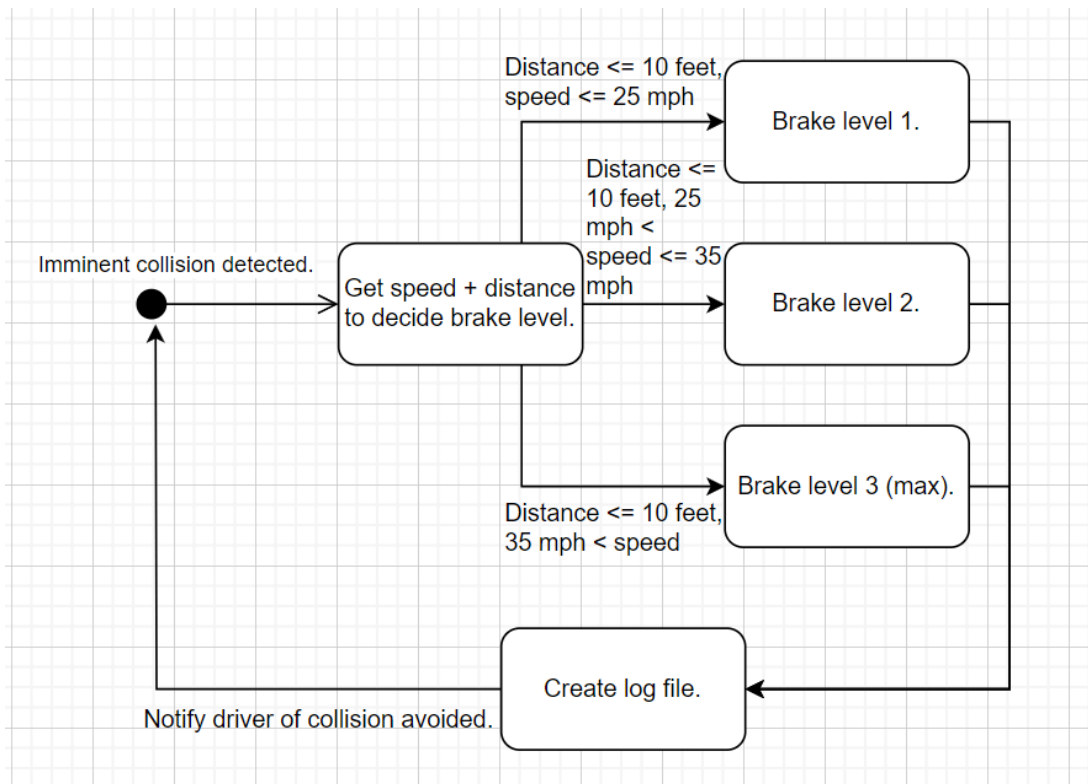 Distance <= 10 feet,
speed <= 25 mph
Brake level 1.
Distance <=
10 feet, 25
mph <
speed <= 35
mph
Imminent collision detected.
Get speed + distance
to decide brake level.
Brake level 2.
Brake level 3 (max).
Distance <= 10 feet,
35 mph < speed
Create log file.
Notify driver of collision avoided.